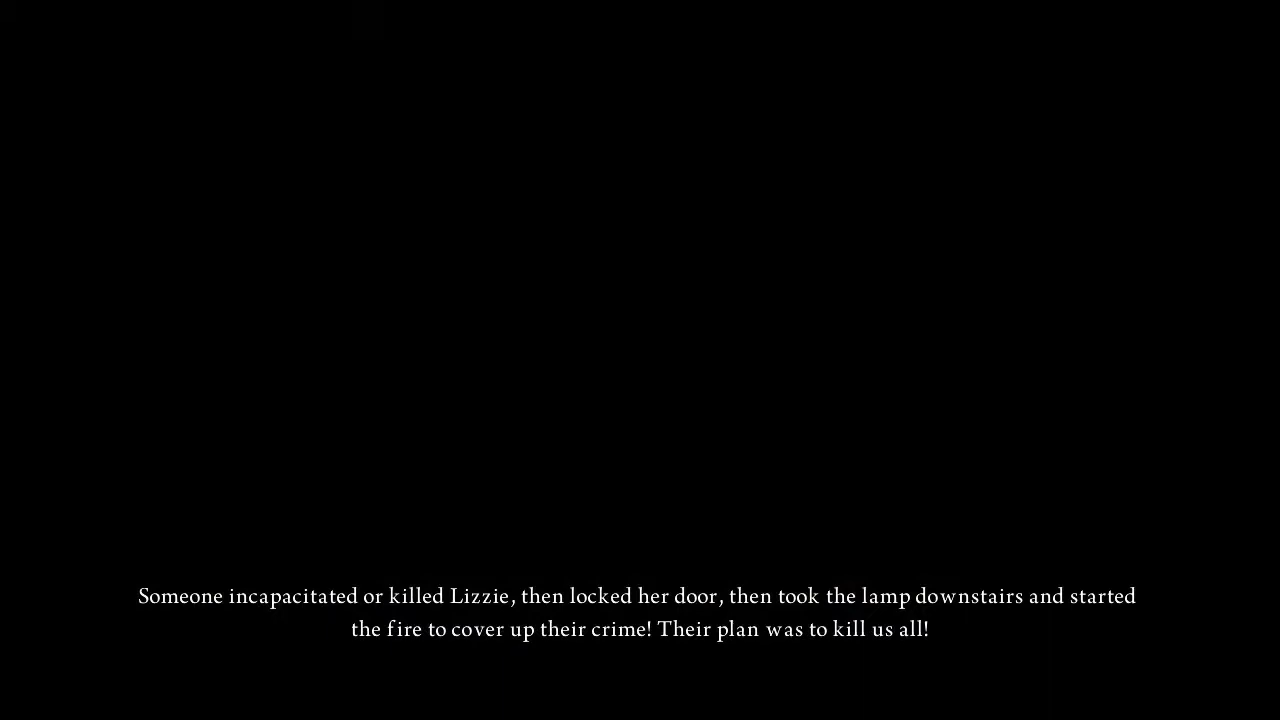 Someone incapacitated or killed Lizzie, then locked her door, then took the lamp downstairs and started
the fire to cover up their crime! Their plan was to kill us all!